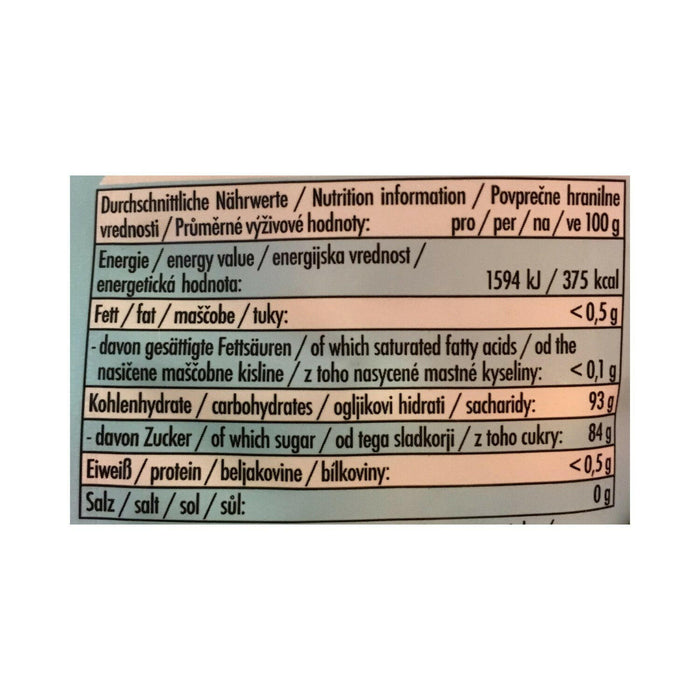 Durchschnittliche Nährwerte / Nutrition information / Povprečne hranilne
vrednosti / Průměrné výživové hodnoty: pro / per / na / ve 100 g
Energie / energy value / energijska vrednost /
energetická hodnota: 1594 kJ / 375 kcal
Fett / fat / maščobe / tuky: <0,5 g
- davon gesättigte Fettsäuren / of which saturated fatty acids / od the
nasičene maščobne kisline / z toho nasycené mastné kyseliny: <0,1 g
Kohlenhydrate / carbohydrates / ogljikovi hidrati / sacharidy: 93 g
- davon Zucker / of which sugar / od tega sladkorji / z toho cukry: 84 g
Eiweiß / protein / beljakovine / bílkoviny: <0,5 g
Salz / salt / sol / sůl: 0 g